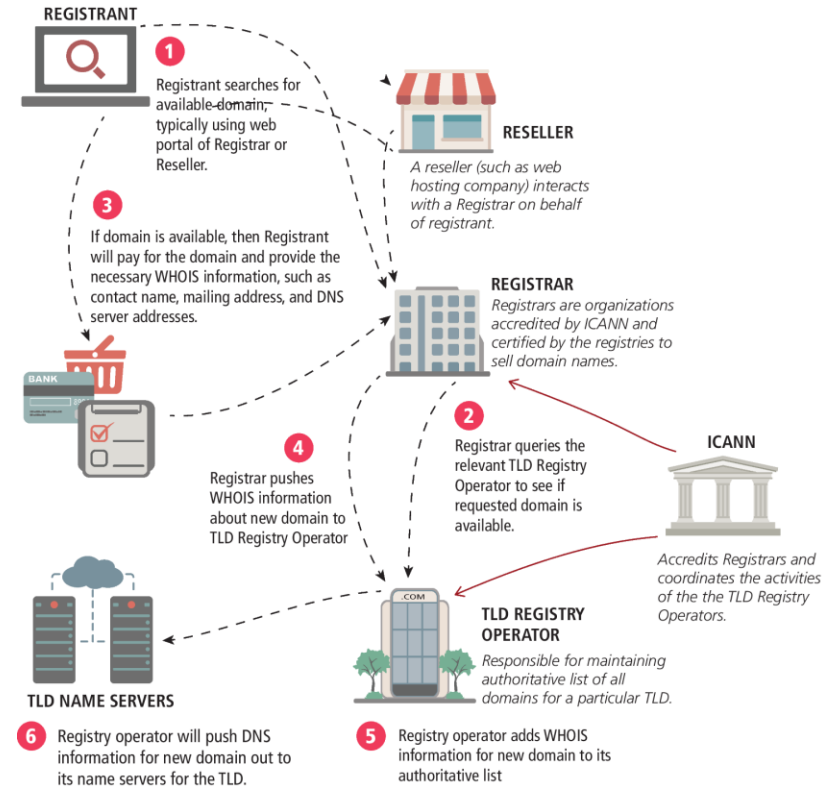 REGISTRANT
1
Registrant searches for
available domain,
typically using web
portal of Registrar or
Reseller.
RESELLER
A reseller (such as web
hosting company) interacts
with a Registrar on behalf
of registrant.
3
If domain is available, then Registrant
will pay for the domain and provide the
necessary WHOIS information, such as
contact name, mailing address, and DNS
server addresses.
REGISTRAR
Registrars are organizations
accredited by ICANN and
certified by the registries to
sell domain names.
BANK
2
Registrar queries the
relevant TLD Registry
Operator to see if
requested domain is
available.
ICANN
Accredits Registrars and
coordinates the activities
of the the TLD Registry
Operators.
4
Registrar pushes
WHOIS information
about new domain to
TLD Registry Operator
.COM
TLD REGISTRY
OPERATOR
Responsible for maintaining
authoritative list of all
domains for a particular TLD.
TLD NAME SERVERS
6
Registry operator will push DNS
information for new domain out to
its name servers for the TLD.
5
Registry operator adds WHOIS
information for new domain to its
authoritative list